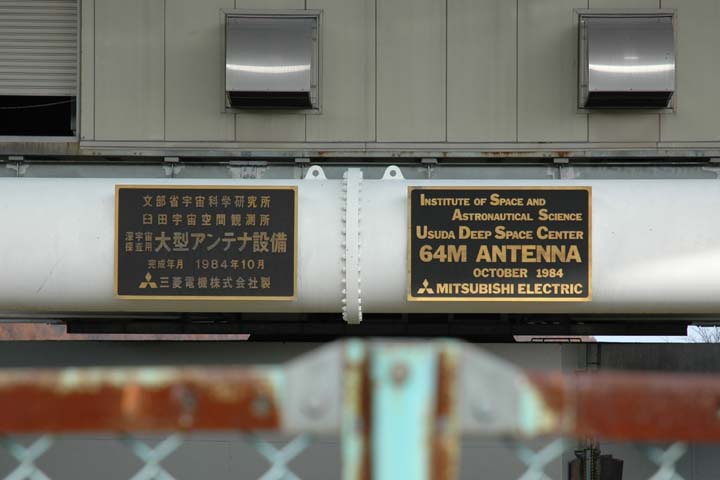 文部省宇宙科学研究所
臼田宇宙空間観測所
深宇宙探査用 大型アンテナ設備
完成年月 1984年10月
三菱電機株式会社製
INSTITUTE OF SPACE AND
ASTRONAUTICAL SCIENCE
USUDA DEEP SPACE CENTER
64M ANTENNA
OCTOBER 1984
MITSUBISHI ELECTRIC